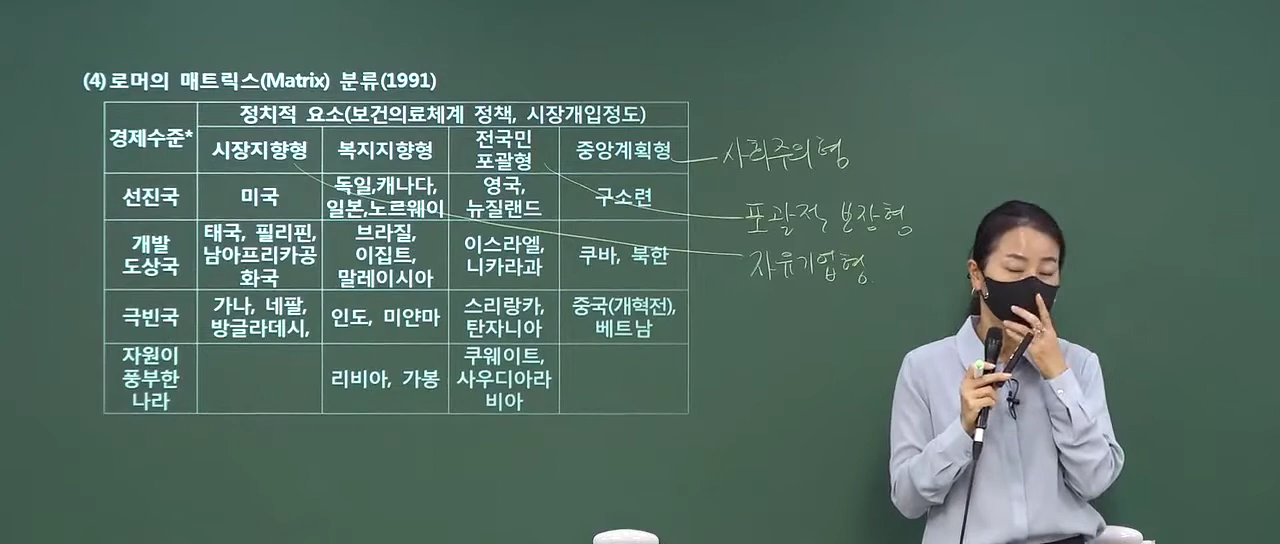 (4) 로머의 매트릭스(Matrix) 분류(1991)
경제수준*
정치적 요소(보건의료체계 정책, 시장개입정도)
시장지향형
복지지향형
전국민
포괄형
중앙계획형
사회주의형
선진국
미국
독일,캐나다,
일본,노르웨이
영국,
뉴질랜드
구소련
포괄적 보장형
개발
도상국
태국, 필리핀,
남아프리카공
화국
브라질,
이집트,
말레이시아
이스라엘,
니카라과
쿠바, 북한
자유기업형
극빈국
가나, 네팔,
방글라데시,
인도, 미얀마
스리랑카,
탄자니아
중국(개혁전),
베트남
자원이
풍부한
나라
리비아, 가봉
쿠웨이트,
사우디아라
비아